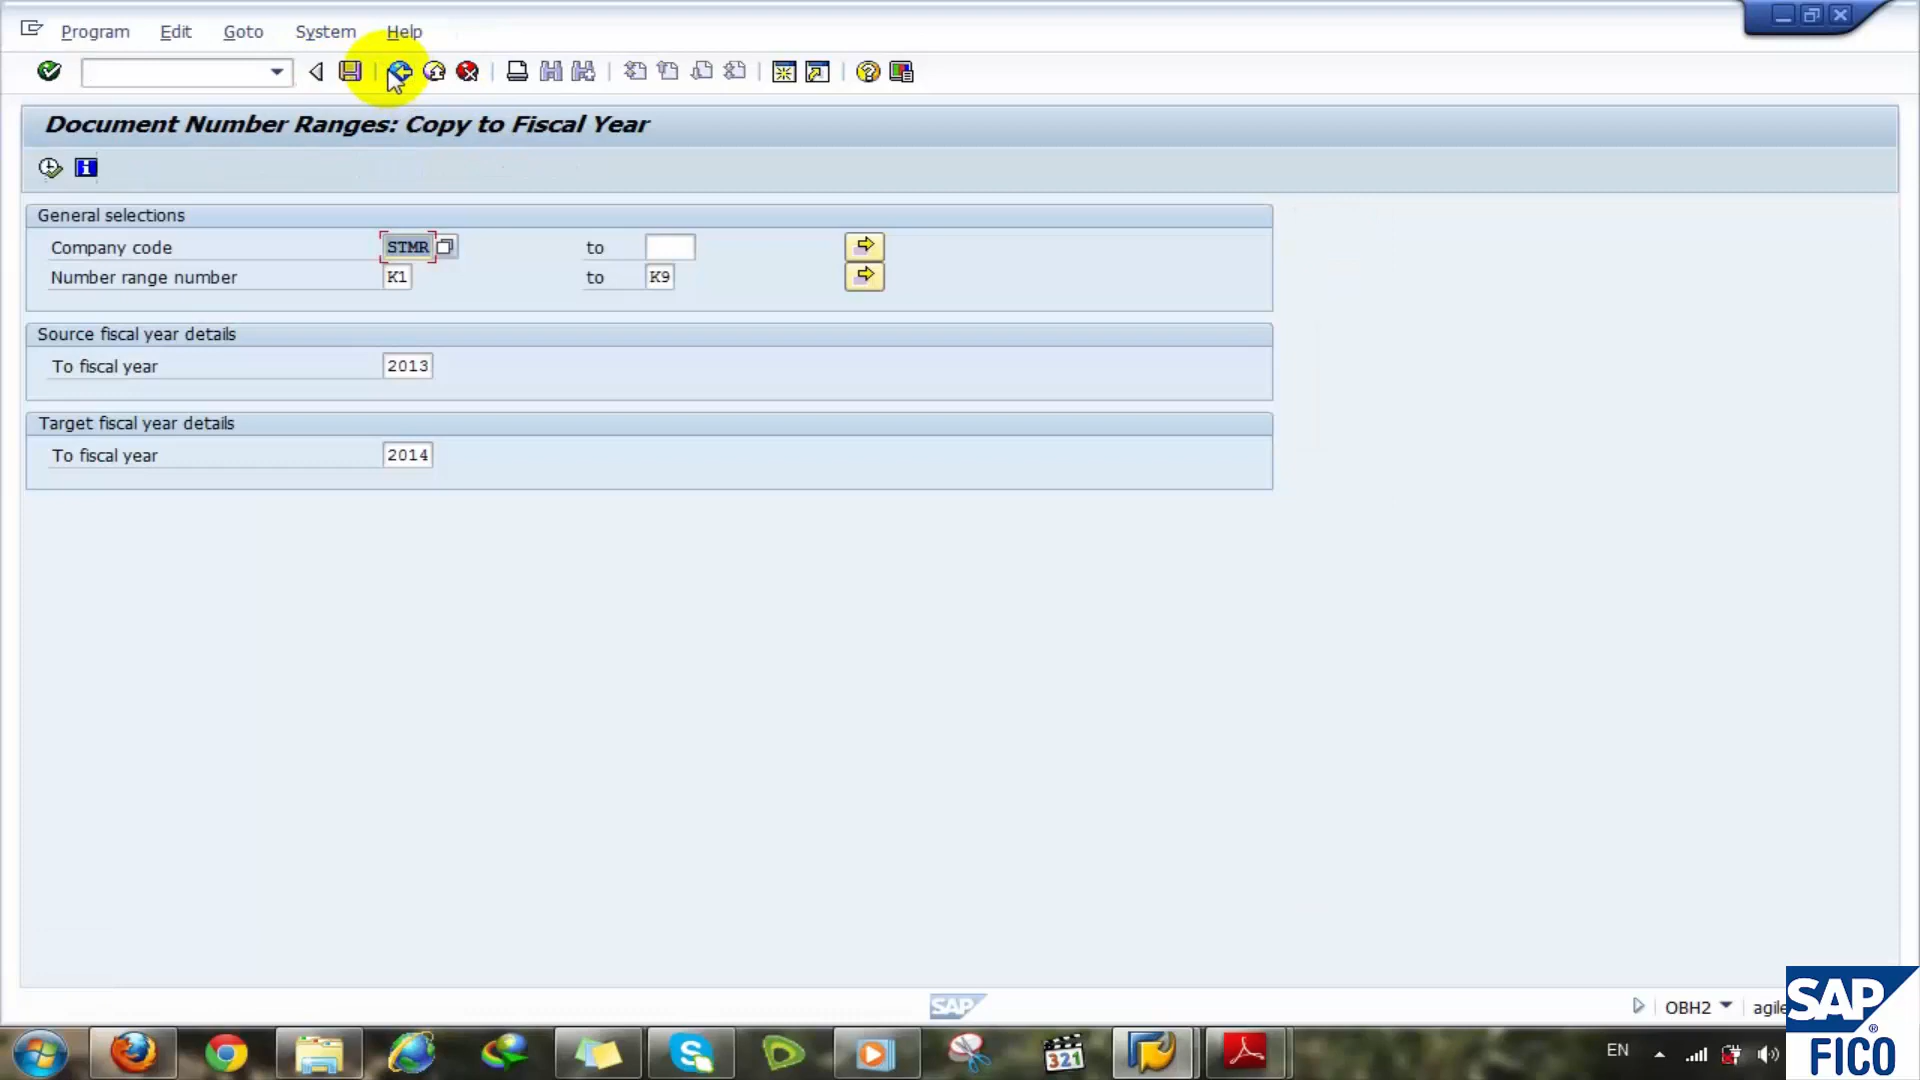 Program Edit Goto System Help
Document Number Ranges: Copy to Fiscal Year
General selections
Company code STMR to
Number range number K1 to K9
Source fiscal year details
To fiscal year 2013
Target fiscal year details
To fiscal year 2014
SAP
OBH2 agile
SAP
®
FICO
321
EN